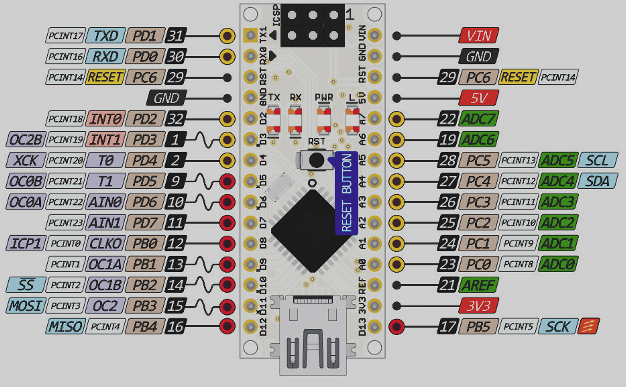 ICSP 1
PCINT17 TXD PD1 31 TX1 VIN VIN
PCINT16 RXD PD0 30 RX0 GND GND
PCINT14 RESET PC6 29 RST RST 29 PC6 RESET PCINT14
GND GND 5V 5V
TX RX PWR L
PCINT18 INT0 PD2 32 D2 A7 22 ADC7
OC2B PCINT19 INT1 PD3 1 D3 A6 19 ADC6
RST
XCK PCINT20 T0 PD4 2 D4 A5 28 PC5 PCINT13 ADC5 SCL
OC0B PCINT21 T1 PD5 9 D5 A4 27 PC4 PCINT12 ADC4 SDA
RESET BUTTON
OC0A PCINT22 AIN0 PD6 10 D6 26 PC3 PCINT11 ADC3
PCINT23 AIN1 PD7 11 D7 25 PC2 PCINT10 ADC2
ICP1 PCINT0 CLKO PB0 12 D8 A1 24 PC1 PCINT9 ADC1
PCINT1 OC1A PB1 13 D9 A0 23 PC0 PCINT8 ADC0
SS PCINT2 OC1B PB2 14 D10 REF 21 AREF
MOSI PCINT3 OC2 PB3 15 D11 3V3 3V3
MISO PCINT4 PB4 16 D12 D13 17 PB5 PCINT5 SCK